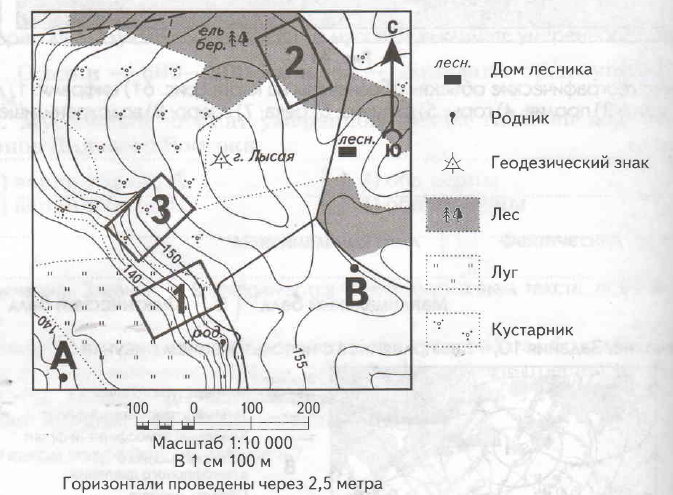 С
ель
бер.
2
лесн.
Ю
г. Лысая
3
150
140
1
В
род.
140
155
А
лесн. Дом лесника
Родник
Геодезический знак
Лес
Луг
Кустарник
100 0 100 200
Масштаб 1:10 000
В 1 см 100 м
Горизонтали проведены через 2,5 метра